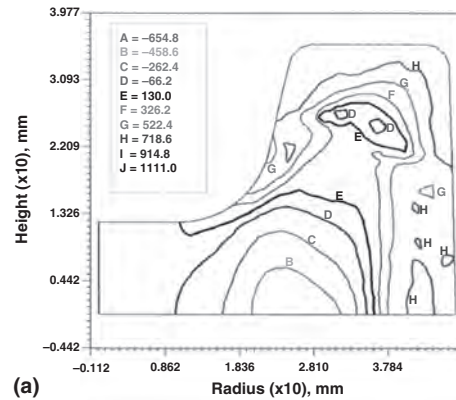 3.977
3.093
2.209
1.326
0.442
−0.442
Height (x10), mm
A = −654.8
B = −458.6
C = −262.4
D = −66.2
E = 130.0
F = 326.2
G = 522.4
H = 718.6
I = 914.8
J = 1111.0
H
G
F
D
D
E
G
G
E
H
D
C
H
H
B
H
−0.112
0.862
1.836
2.810
3.784
(a)
Radius (x10), mm